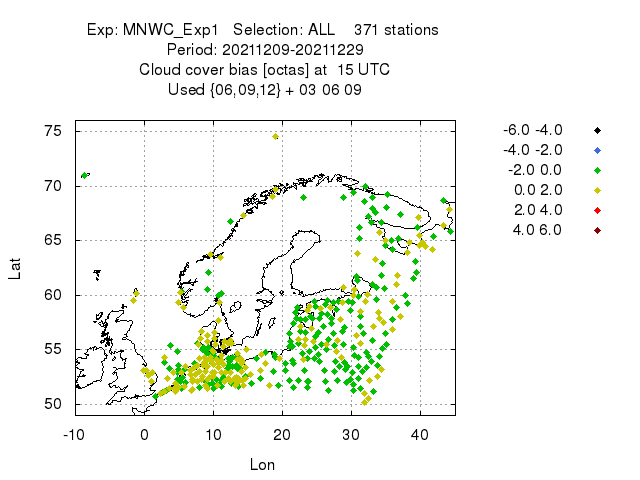 Exp: MNWC_Exp1 Selection: ALL 371 stations
Period: 20211209-20211229
Cloud cover bias [octas] at 15 UTC
Used {06,09,12} + 03 06 09
75
70
65
60
55
50
-10 0 10 20 30 40
Lat
Lon
-6.0 -4.0
-4.0 -2.0
-2.0 0.0
0.0 2.0
2.0 4.0
4.0 6.0